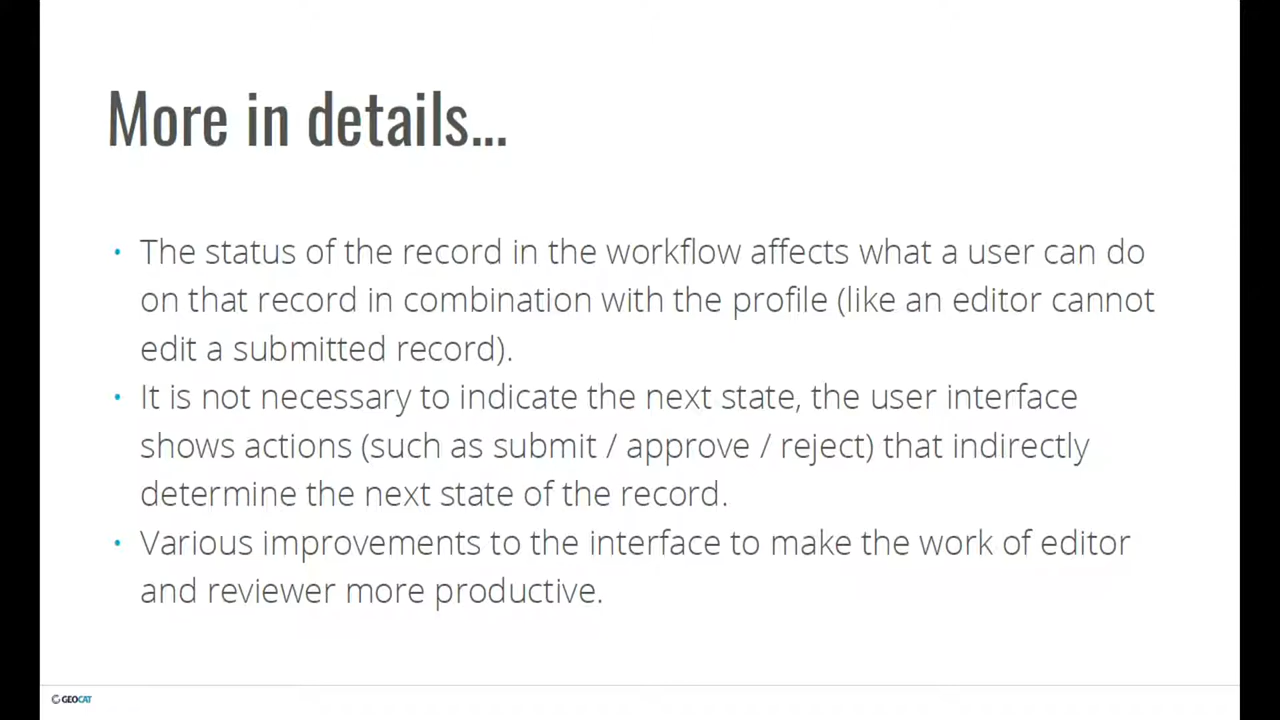 More in details...
• The status of the record in the workflow affects what a user can do
on that record in combination with the profile (like an editor cannot
edit a submitted record).
• It is not necessary to indicate the next state, the user interface
shows actions (such as submit / approve / reject) that indirectly
determine the next state of the record.
• Various improvements to the interface to make the work of editor
and reviewer more productive.
GEOCAT